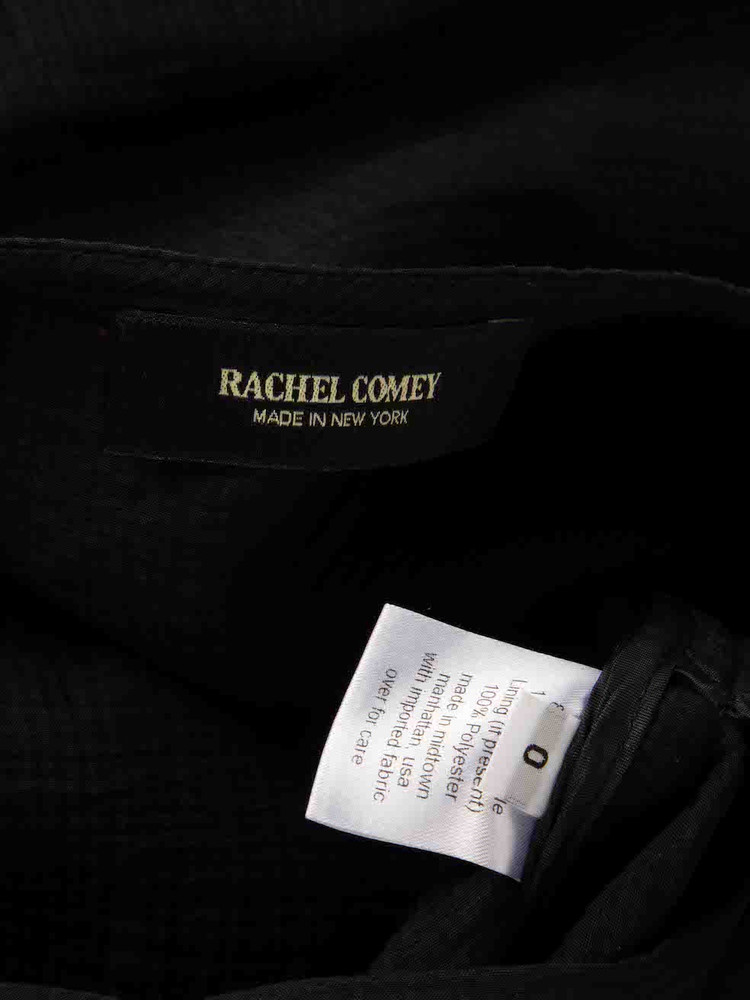 RACHEL COMEY
MADE IN NEW YORK
0
Lining (if present)
100% Polyester
made in midtown
manhattan, usa
with imported fabric
over for care